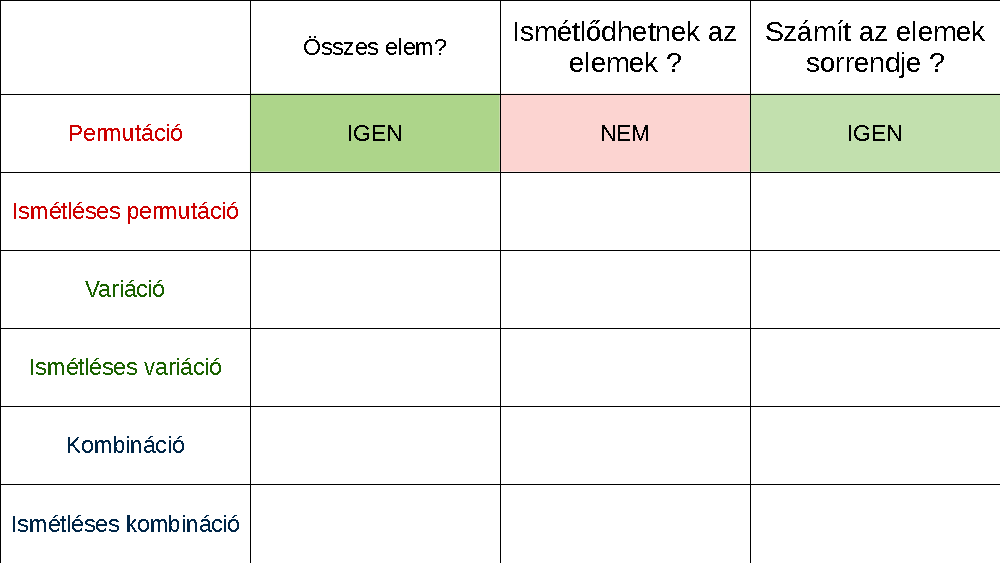 Összes elem?
Ismétlődhetnek az
elemek ?
Számít az elemek
sorrendje ?
Permutáció
IGEN
NEM
IGEN
Ismétléses permutáció
Variáció
Ismétléses variáció
Kombináció
Ismétléses kombináció